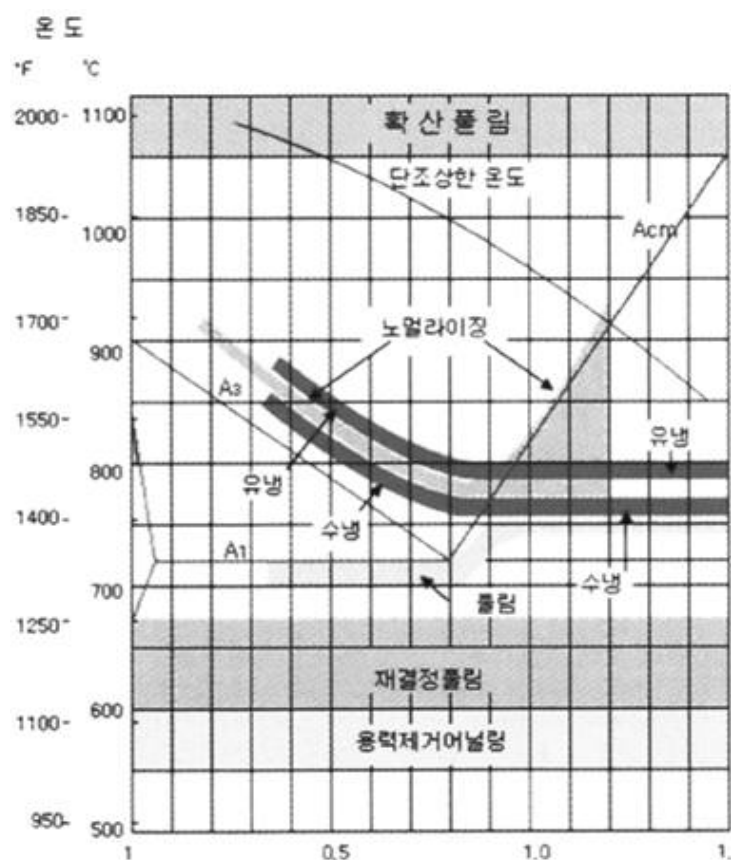 온 도
°F °C
2000- 1100
확 산 풀 림
단조상한 온도
1850- 1000
Acm
1700- 900
노멀라이징
A3
1550-
유냉
800
유냉
1400-
수냉
A1
수냉
700
풀림
1250-
재결정풀림
600
1100-
응력제거어닐링
950- 500
1 0.5 1.0 1.